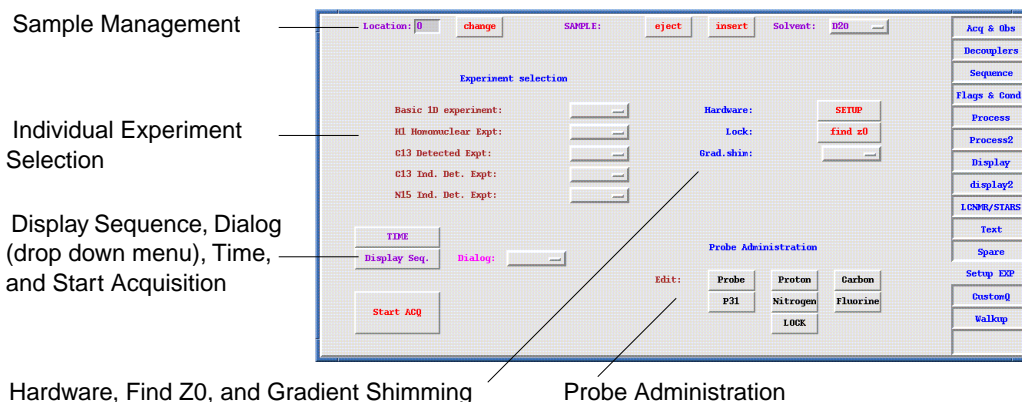 Sample Management
Location: 0 change SAMPLE: eject insert Solvent: D2O
Experiment selection
Individual Experiment
Selection
Basic 1D experiment:
H1 Homonuclear Expt:
C13 Detected Expt:
C13 Ind. Det. Expt:
N15 Ind. Det. Expt:
Hardware: SETUP
Lock: find z0
Grad.shim:
Display Sequence, Dialog
(drop down menu), Time,
and Start Acquisition
TIME
Display Seq. Dialog:
Start ACQ
Probe Administration
Edit: Probe Proton Carbon
P31 Nitrogen Fluorine
LOCK
Acq & Obs
Decouplers
Sequence
Flags & Cond
Process
Process2
Display
display2
LCNMR/STARS
Text
Spare
Setup EXP
CustomQ
Walkup
Hardware, Find Z0, and Gradient Shimming
Probe Administration